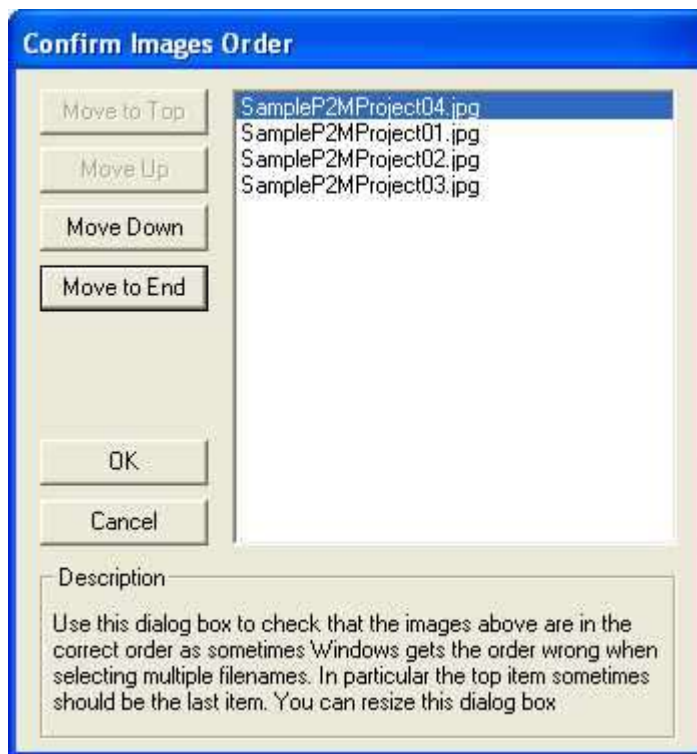 Confirm Images Order
Move to Top
Move Up
Move Down
Move to End
OK
Cancel
SampleP2MProject04.jpg
SampleP2MProject01.jpg
SampleP2MProject02.jpg
SampleP2MProject03.jpg
Description
Use this dialog box to check that the images above are in the
correct order as sometimes Windows gets the order wrong when
selecting multiple filenames. In particular the top item sometimes
should be the last item. You can resize this dialog box